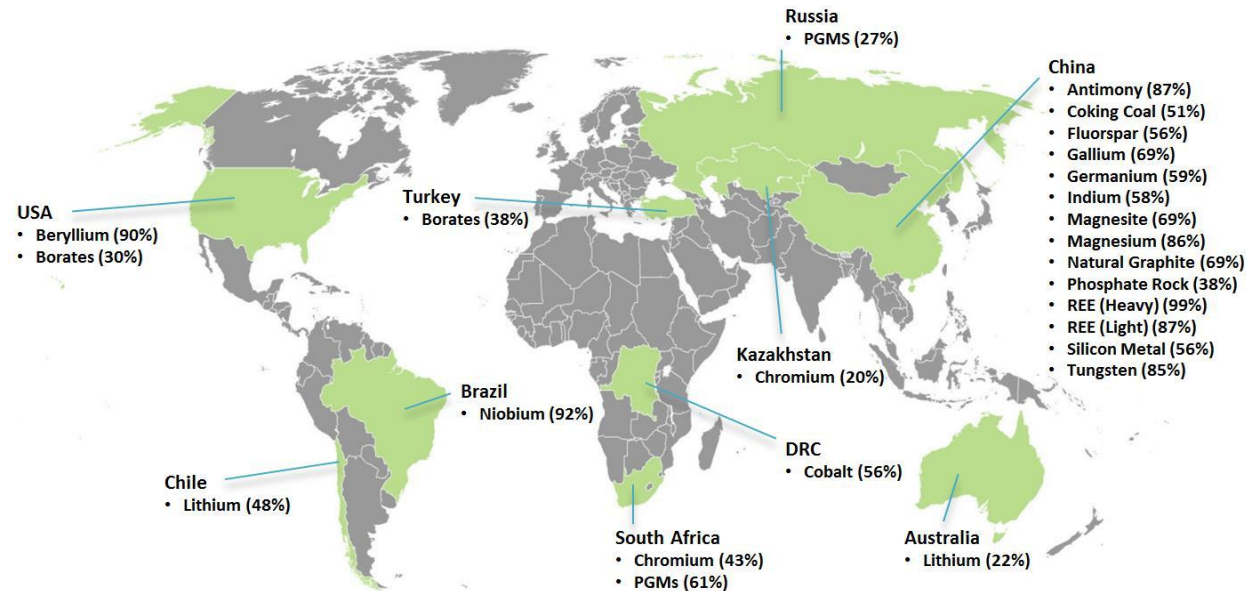 Russia
• PGMS (27%)
China
• Antimony (87%)
• Coking Coal (51%)
• Fluorspar (56%)
• Gallium (69%)
• Germanium (59%)
• Indium (58%)
• Magnesite (69%)
• Magnesium (86%)
• Natural Graphite (69%)
• Phosphate Rock (38%)
• REE (Heavy) (99%)
• REE (Light) (87%)
• Silicon Metal (56%)
• Tungsten (85%)
USA
• Beryllium (90%)
• Borates (30%)
Turkey
• Borates (38%)
Kazakhstan
• Chromium (20%)
Brazil
• Niobium (92%)
DRC
• Cobalt (56%)
Chile
• Lithium (48%)
South Africa
• Chromium (43%)
• PGMs (61%)
Australia
• Lithium (22%)